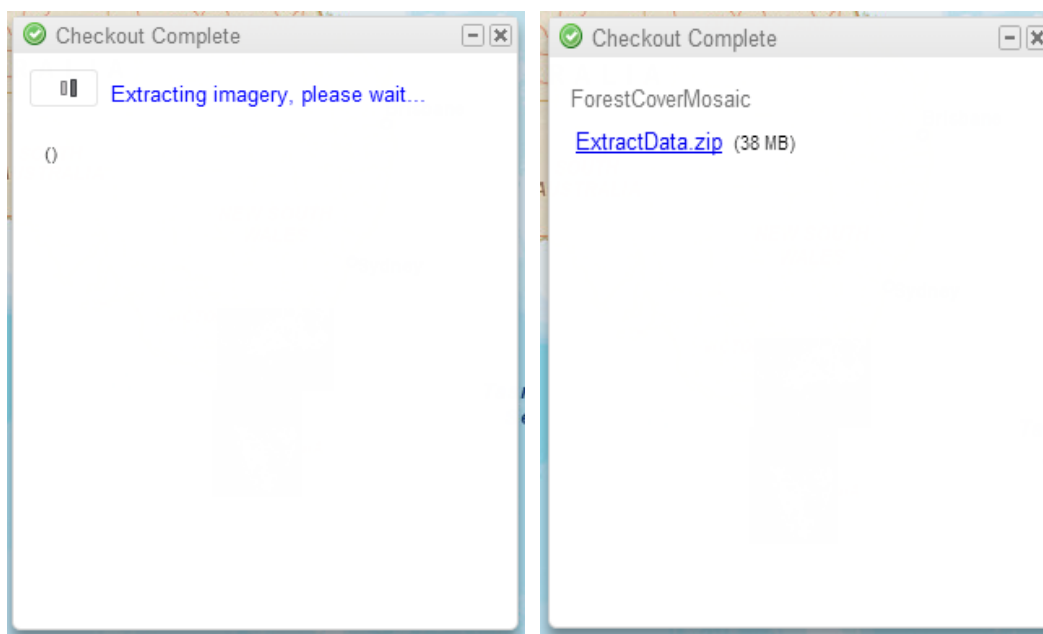 Checkout Complete
Extracting imagery, please wait...
()
Checkout Complete
ForestCoverMosaic
ExtractData.zip (38 MB)